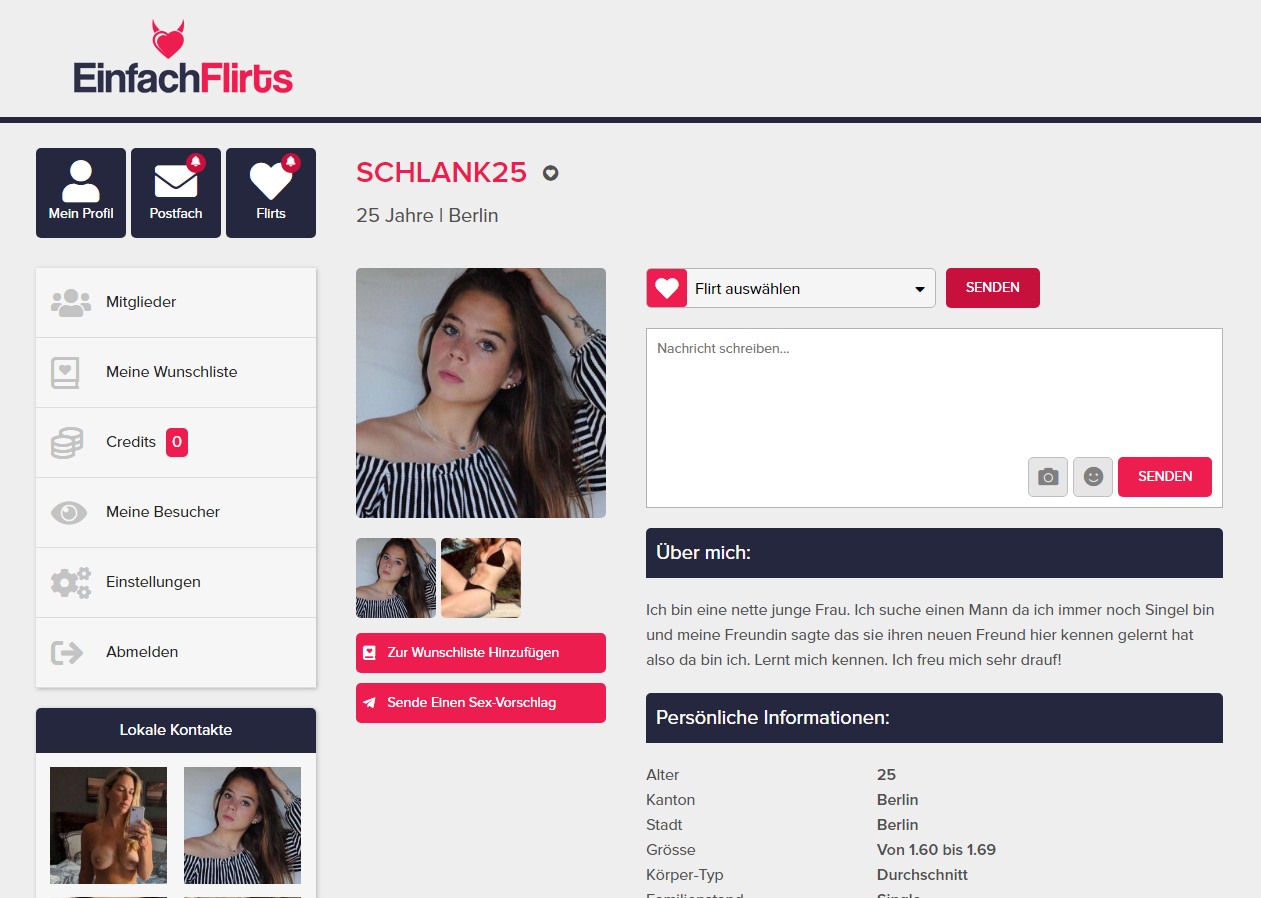 EinfachFlirts
Mein Profil
Postfach
Flirts
SCHLANK25
25 Jahre | Berlin
Mitglieder
Meine Wunschliste
Credits 0
Meine Besucher
Einstellungen
Abmelden
Lokale Kontakte
Zur Wunschliste Hinzufügen
Sende Einen Sex-Vorschlag
Flirt auswählen
SENDEN
Nachricht schreiben...
SENDEN
Über mich:
Ich bin eine nette junge Frau. Ich suche einen Mann da ich immer noch Singel bin
und meine Freundin sagte das sie ihren neuen Freund hier kennen gelernt hat
also da bin ich. Lernt mich kennen. Ich freu mich sehr drauf!
Persönliche Informationen:
Alter 25
Kanton Berlin
Stadt Berlin
Grösse Von 1.60 bis 1.69
Körper-Typ Durchschnitt
Familienstand Single